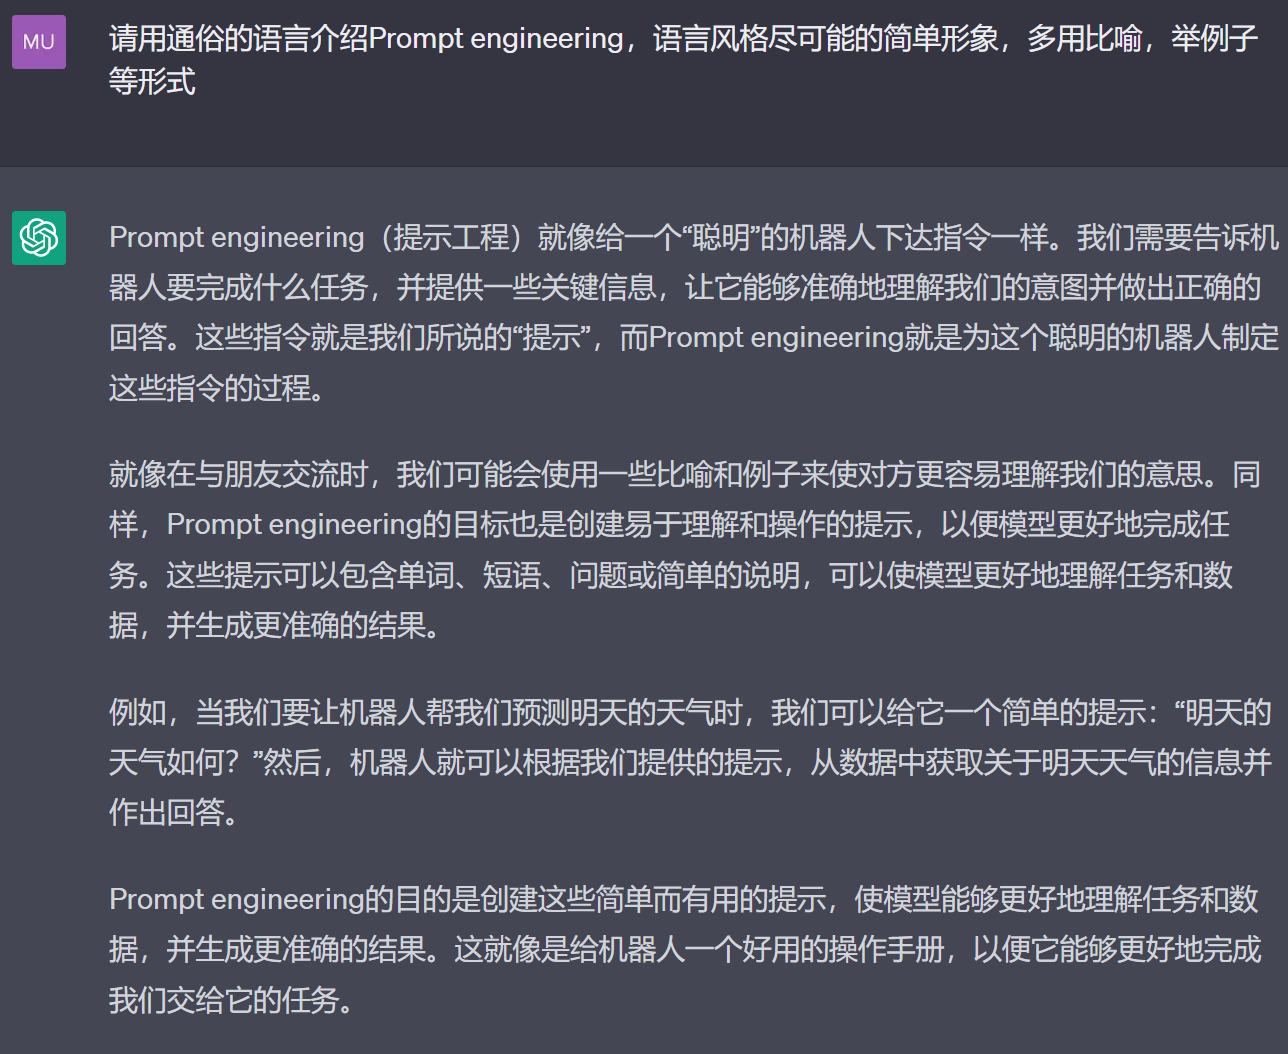 MU
请用通俗的语言介绍Prompt engineering，语言风格尽可能的简单形象，多用比喻，举例子
等形式
Prompt engineering（提示工程）就像给一个“聪明”的机器人下达指令一样。我们需要告诉机
器人要完成什么任务，并提供一些关键信息，让它能够准确地理解我们的意图并做出正确的
回答。这些指令就是我们所说的“提示”，而Prompt engineering就是为这个聪明的机器人制定
这些指令的过程。
就像在与朋友交流时，我们可能会使用一些比喻和例子来使对方更容易理解我们的意思。同
样，Prompt engineering的目标也是创建易于理解和操作的提示，以便模型更好地完成任
务。这些提示可以包含单词、短语、问题或简单的说明，可以使模型更好地理解任务和数
据，并生成更准确的结果。
例如，当我们要让机器人帮我们预测明天的天气时，我们可以给它一个简单的提示：“明天的
天气如何？”然后，机器人就可以根据我们提供的提示，从数据中获取关于明天天气的信息并
作出回答。
Prompt engineering的目的是创建这些简单而有用的提示，使模型能够更好地理解任务和数
据，并生成更准确的结果。这就像是给机器人一个好用的操作手册，以便它能够更好地完成
我们交给它的任务。